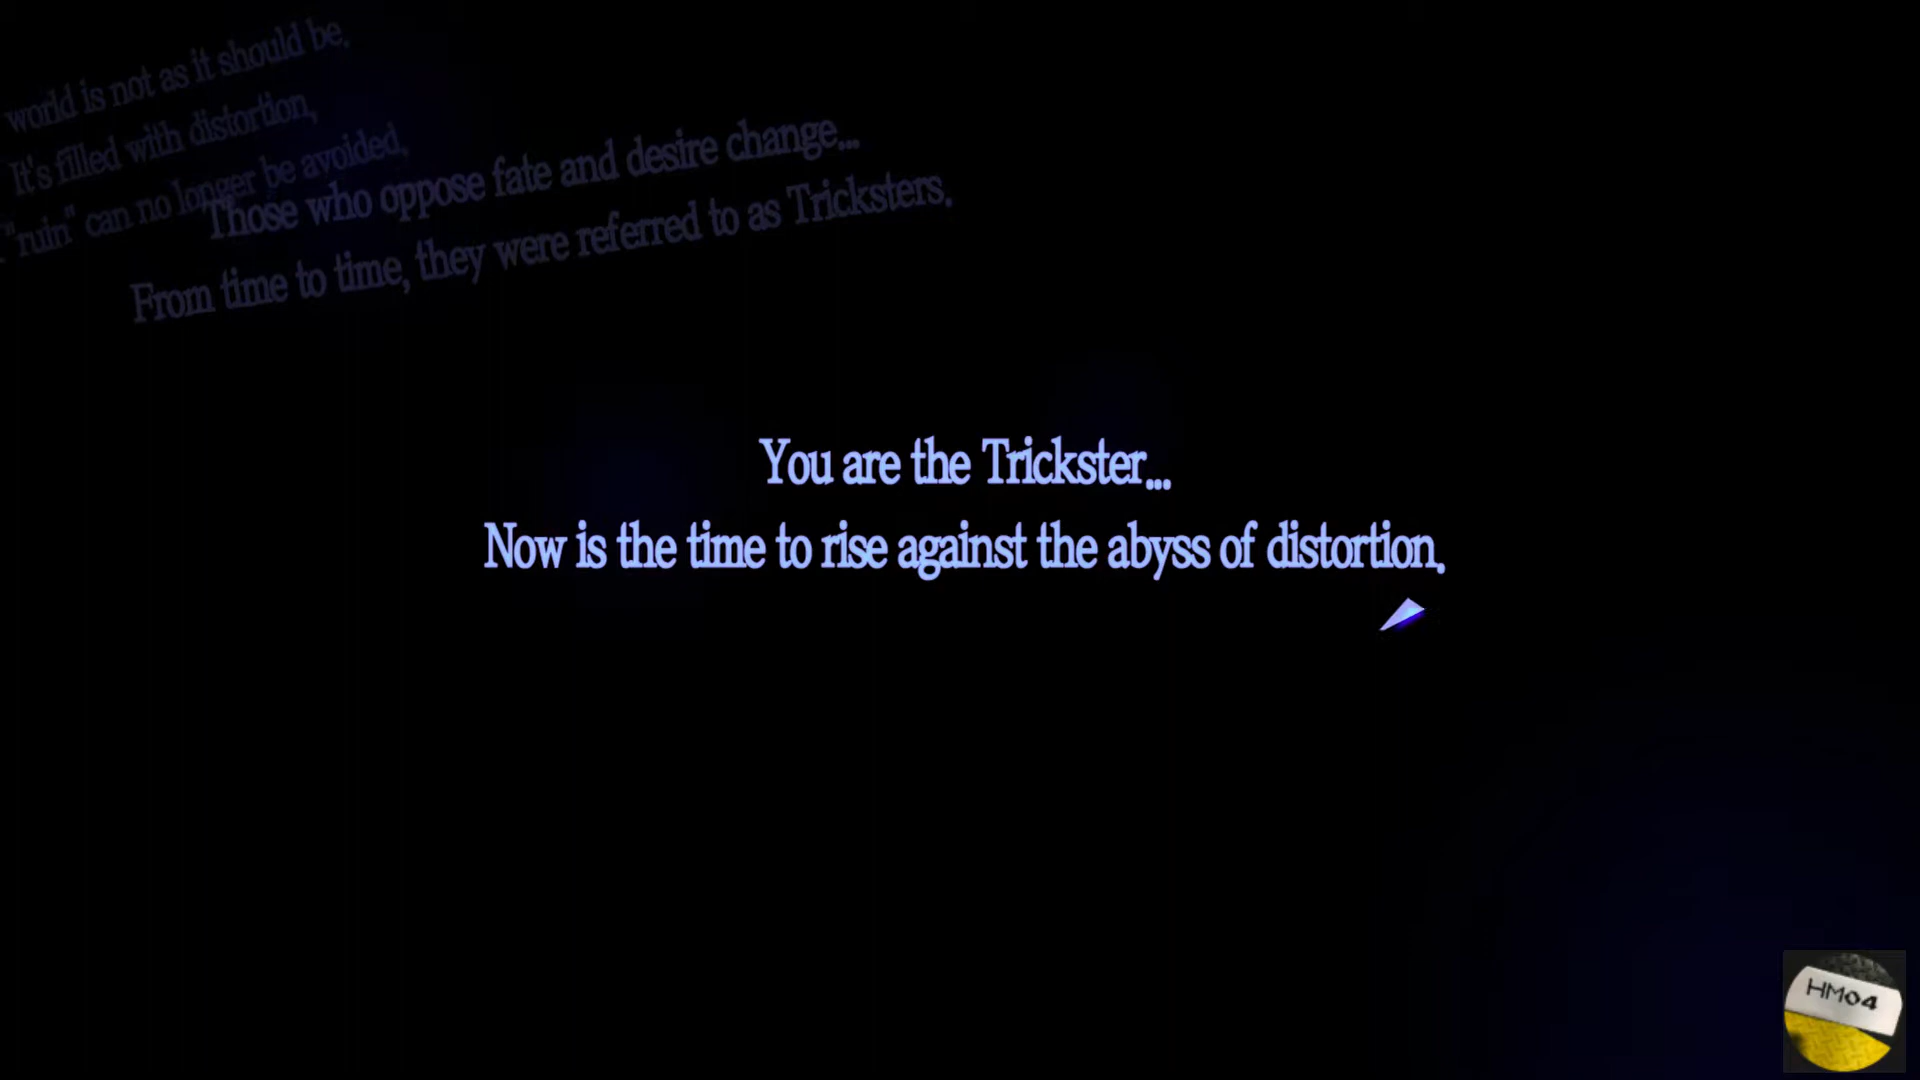 world is not as it should be.
It's filled with distortion,
"ruin" can no longer be avoided.
Those who oppose fate and desire change...
From time to time, they were referred to as Tricksters.
You are the Trickster...
Now is the time to rise against the abyss of distortion.
HM04